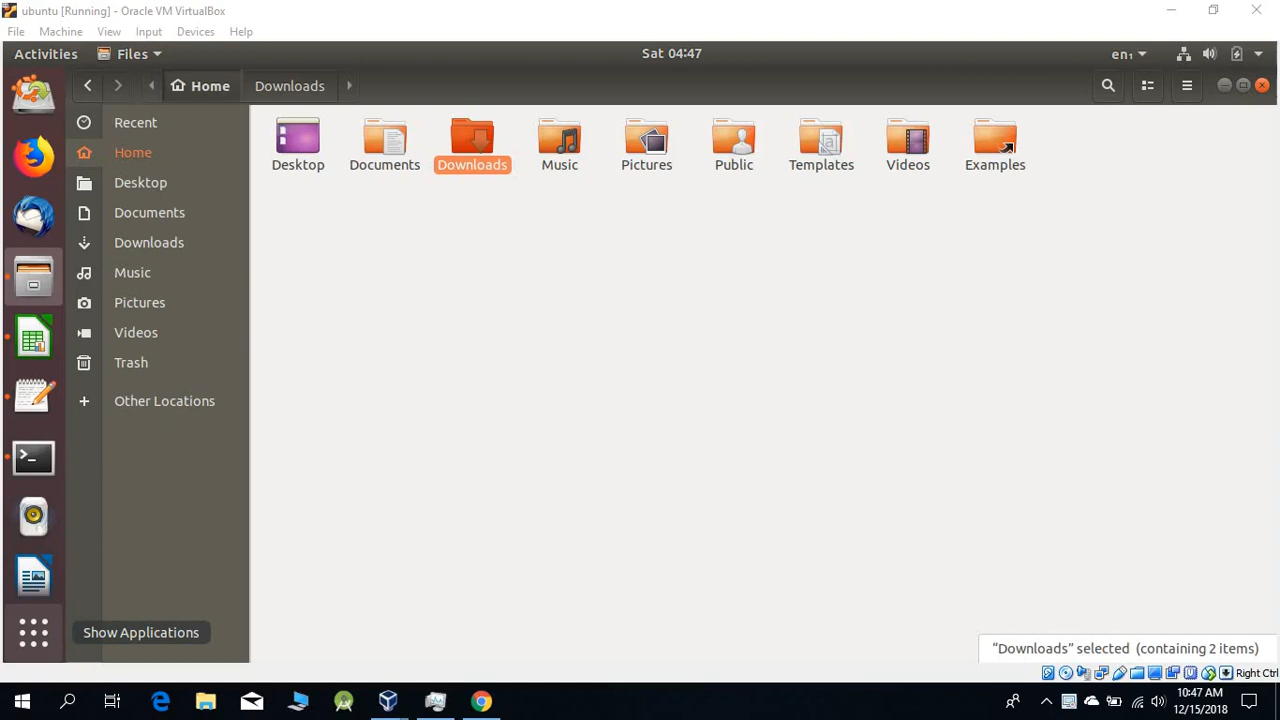 ubuntu [Running] - Oracle VM VirtualBox
File Machine View Input Devices Help
Activities Files Sat 04:47 en₁
Home Downloads
Recent
Home
Desktop
Documents
Downloads
Music
Pictures
Videos
Trash
Other Locations
Desktop Documents Downloads Music Pictures Public Templates Videos Examples
Show Applications
“Downloads” selected (containing 2 items)
Right Ctrl
10:47 AM
12/15/2018